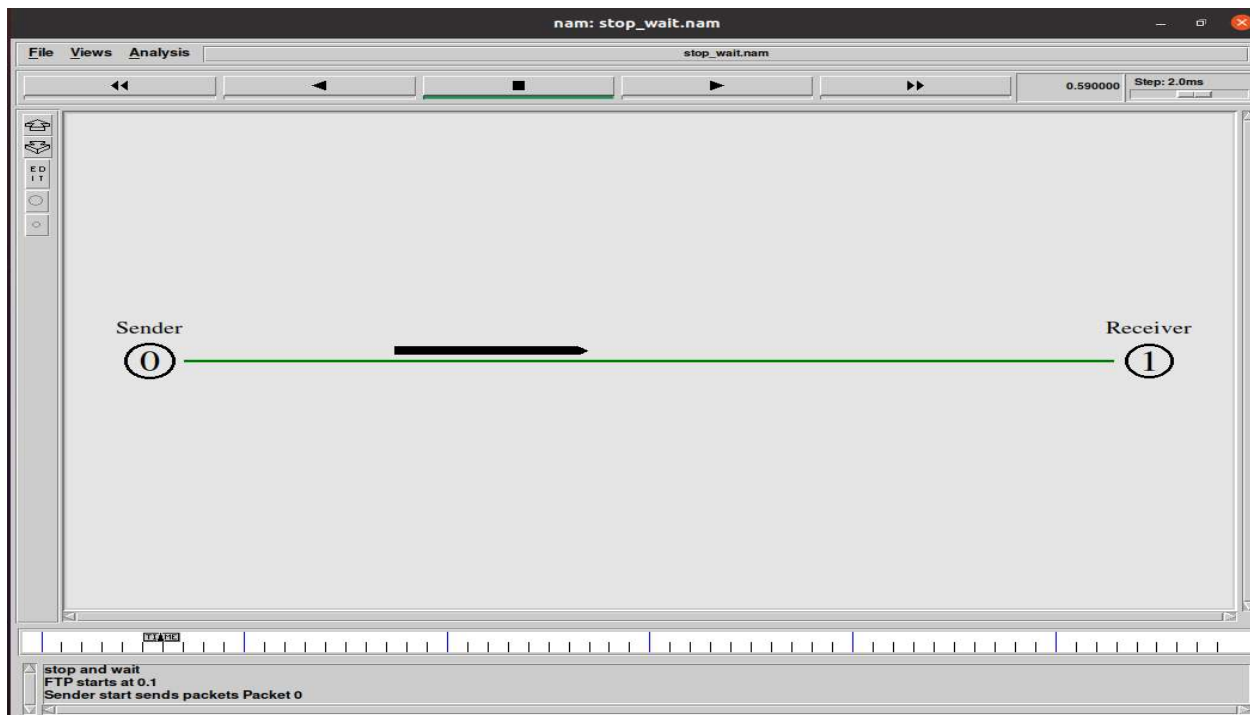 nam: stop_wait.nam
File Views Analysis stop_wait.nam
0.590000 Step: 2.0ms
E D
I T
Sender Receiver
0 1
TIME
stop and wait
FTP starts at 0.1
Sender start sends packets Packet 0